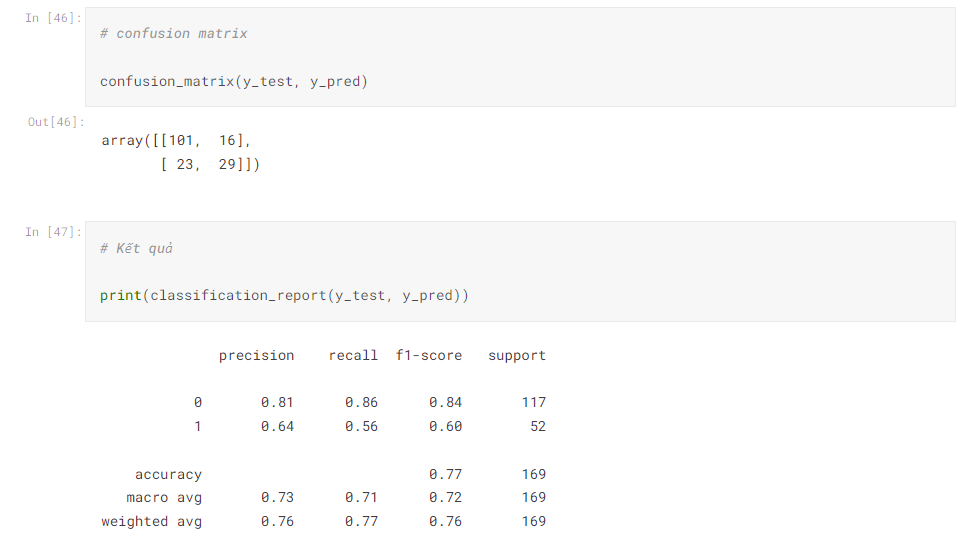 In [46]:
# confusion matrix
confusion_matrix(y_test, y_pred)
Out[46]:
array([[101,  16],
       [ 23,  29]])
In [47]:
# Kết quả
print(classification_report(y_test, y_pred))
precision    recall  f1-score   support
0       0.81      0.86      0.84       117
1       0.64      0.56      0.60        52
accuracy                           0.77       169
macro avg       0.73      0.71      0.72       169
weighted avg       0.76      0.77      0.76       169